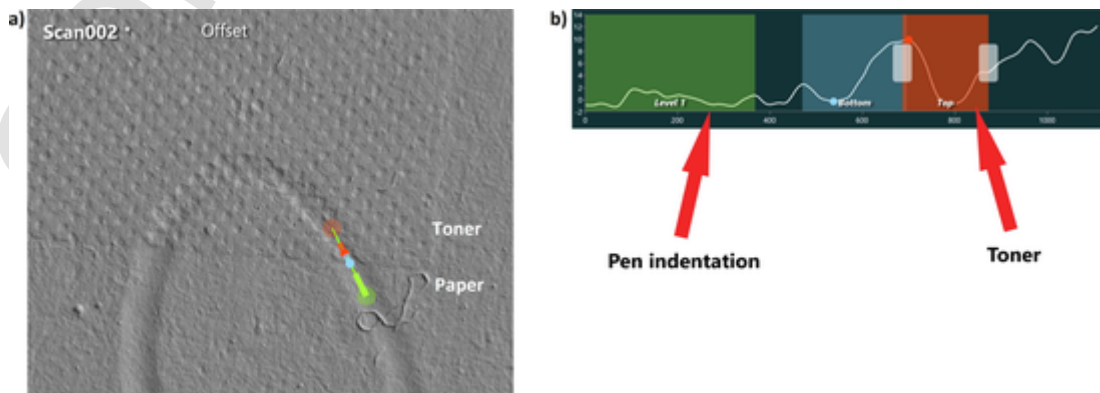 a)
Scan002
Offset
Toner
Paper
b)
14
12
10
8
6
4
2
0
-2
Level 1
Bottom
Top
0
200
400
600
800
1000
Pen indentation
Toner